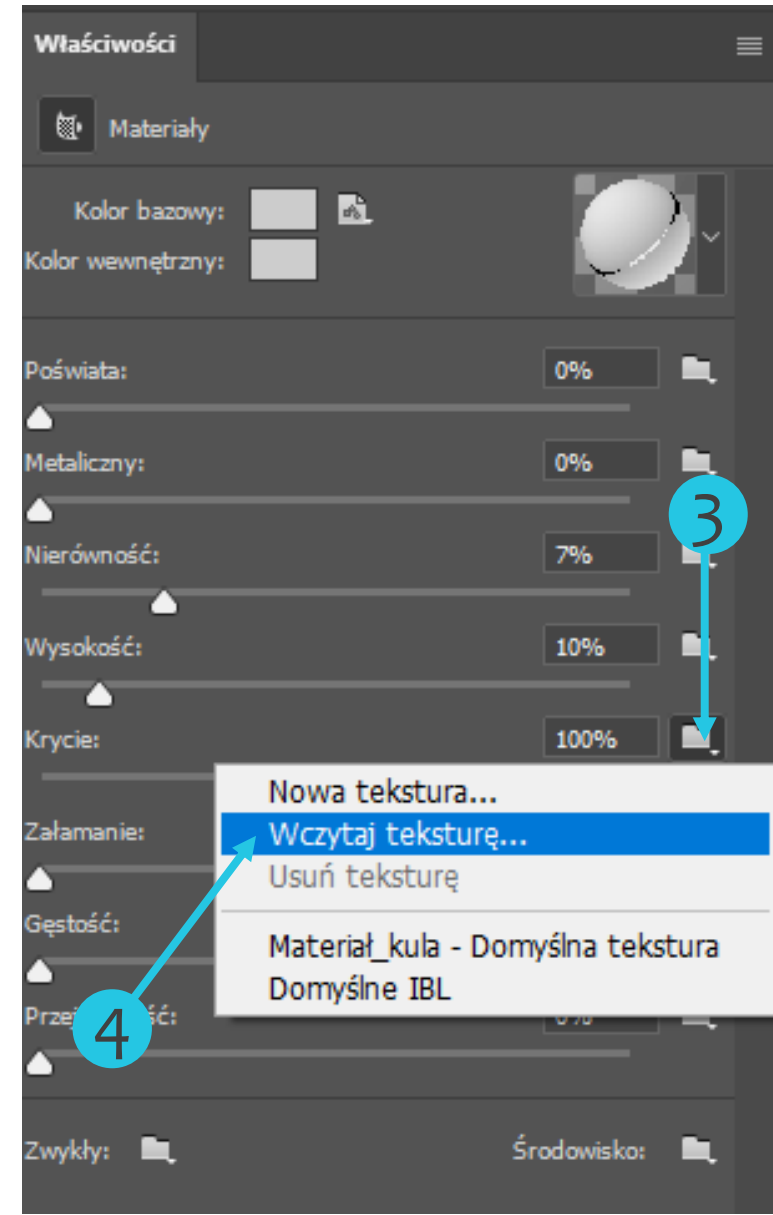 Właściwości
Materiały
Kolor bazowy:
Kolor wewnętrzny:
Poświata: 0%
Metaliczny: 0%
3
Nierówność: 7%
Wysokość: 10%
Krycie: 100%
Nowa tekstura...
Załamanie: Wczytaj teksturę...
Usuń teksturę
Gęstość:
Materiał_kula - Domyślna tekstura
Domyślne IBL
4
Zwykły: Środowisko: